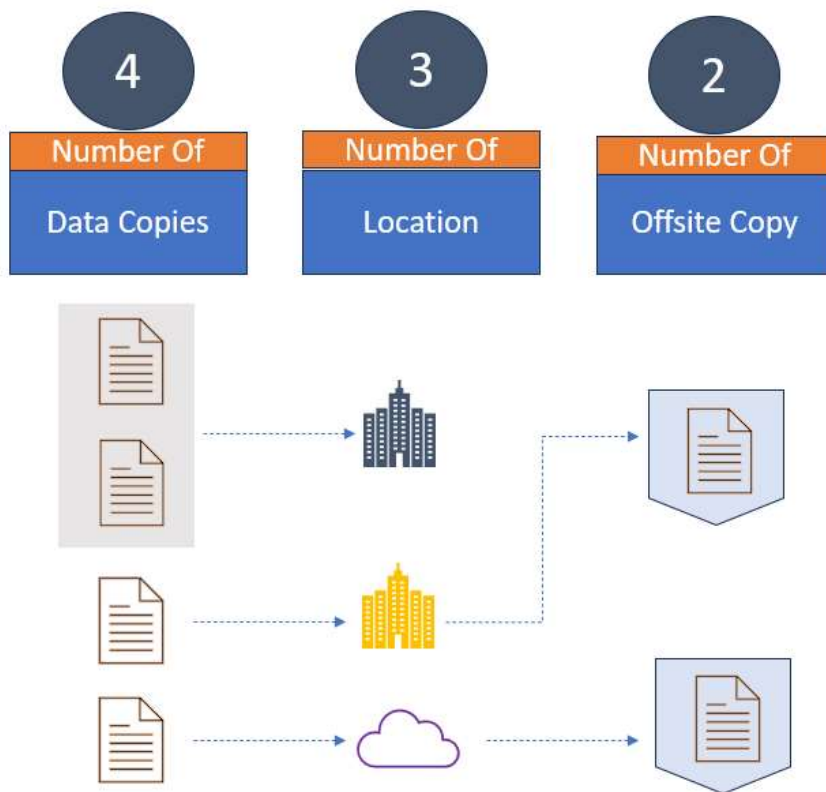 4
Number Of
Data Copies
3
Number Of
Location
2
Number Of
Offsite Copy